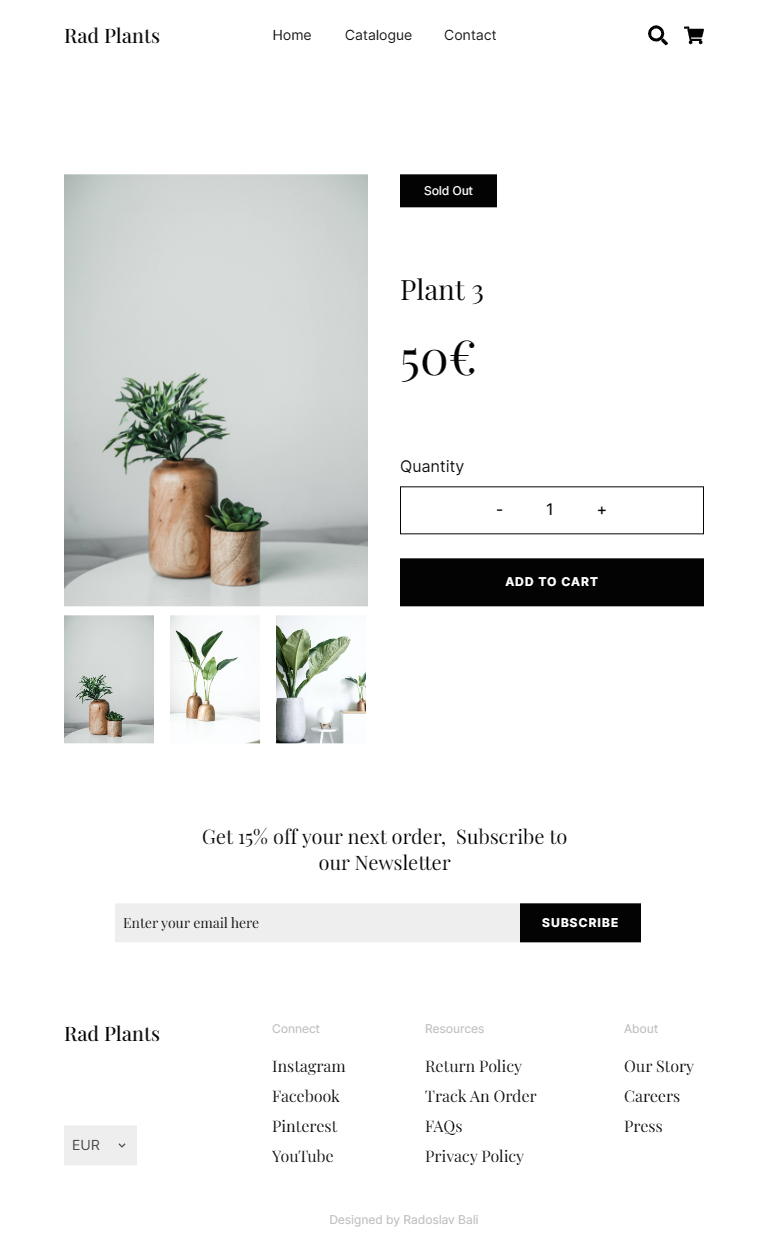 Rad Plants
Home
Catalogue
Contact
Sold Out
Plant 3
50€
Quantity
- 1 +
ADD TO CART
Get 15% off your next order,  Subscribe to
our Newsletter
Enter your email here
SUBSCRIBE
Rad Plants
EUR
Connect
Instagram
Facebook
Pinterest
YouTube
Resources
Return Policy
Track An Order
FAQs
Privacy Policy
About
Our Story
Careers
Press
Designed by Radoslav Bali